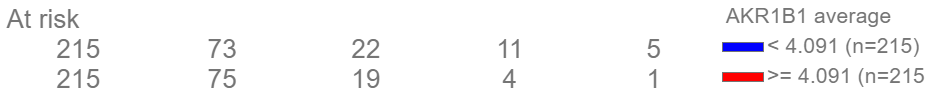 At risk
215 73 22 11 5
215 75 19 4 1
AKR1B1 average
< 4.091 (n=215)
>= 4.091 (n=215